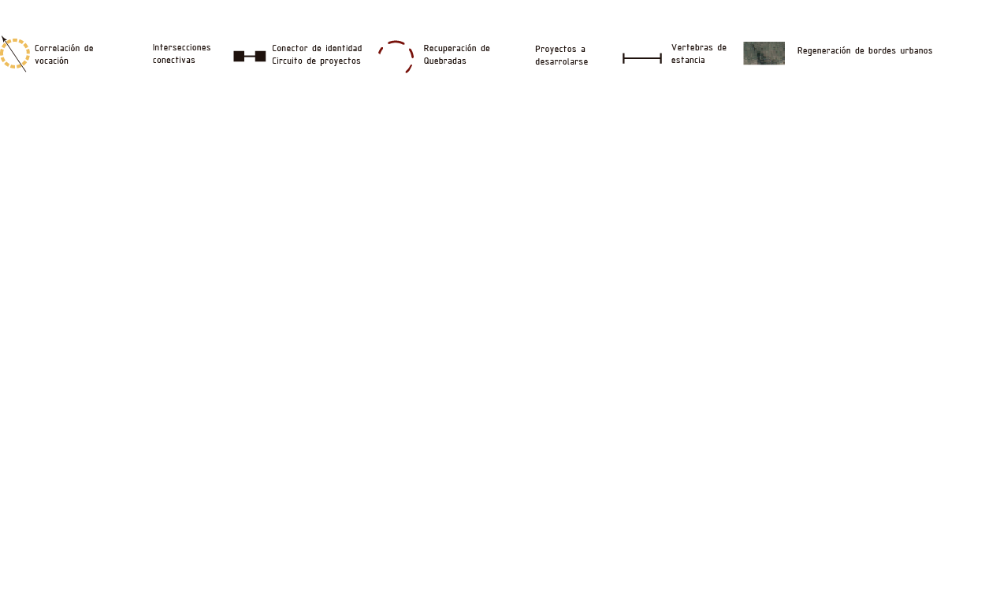 Correlación de
vocación
Intersecciones
conectivas
Conector de identidad
Circuito de proyectos
Recuperación de
Quebradas
Proyectos a
desarrolarse
Vertebras de
estancia
Regeneración de bordes urbanos